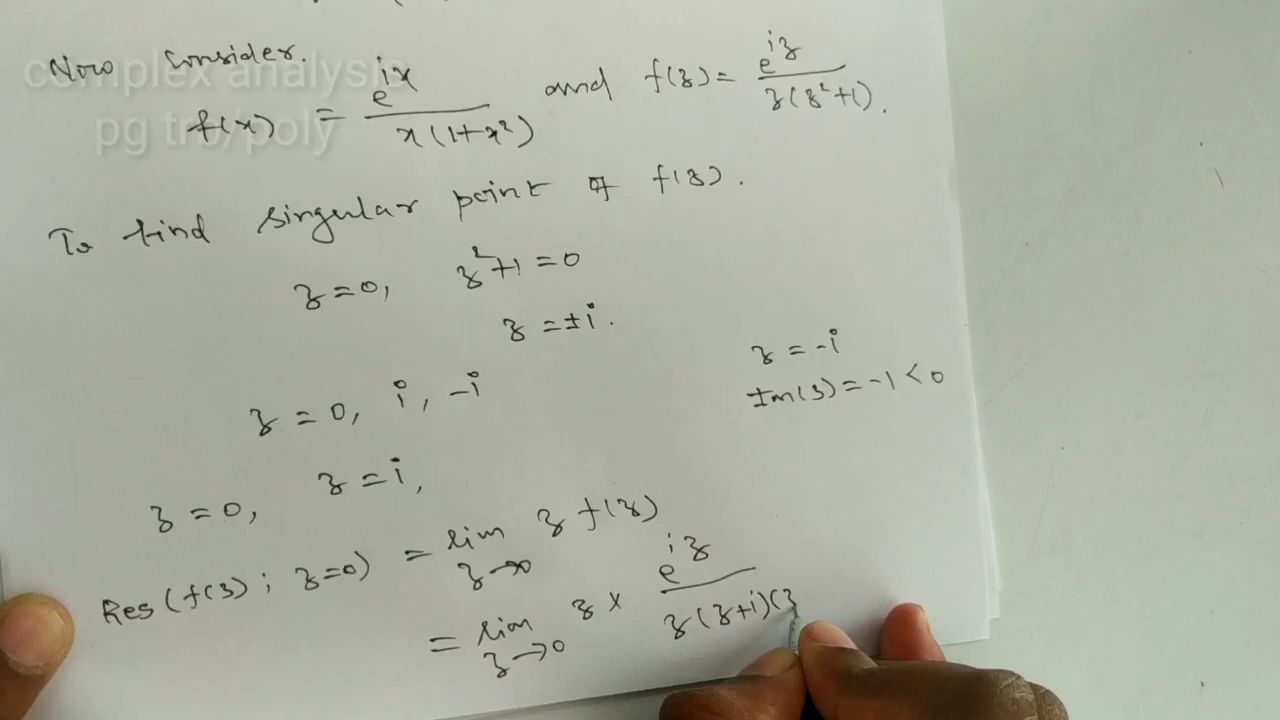 Now consider.
complex analysis
pg trb/poly
f(x) = e^{ix} / x(1+x²) and f(z) = e^{iz} / z(z²+1).
To find singular point of f(z).
z=0, z²+1=0
z=±i.
z=-i
Im(z)=-1<0
z=0, i, -i
z=0, z=i,
Res(f(z); z=0) = lim z→0 z f(z)
= lim z→0 z × e^{iz} / z(z+i)(z